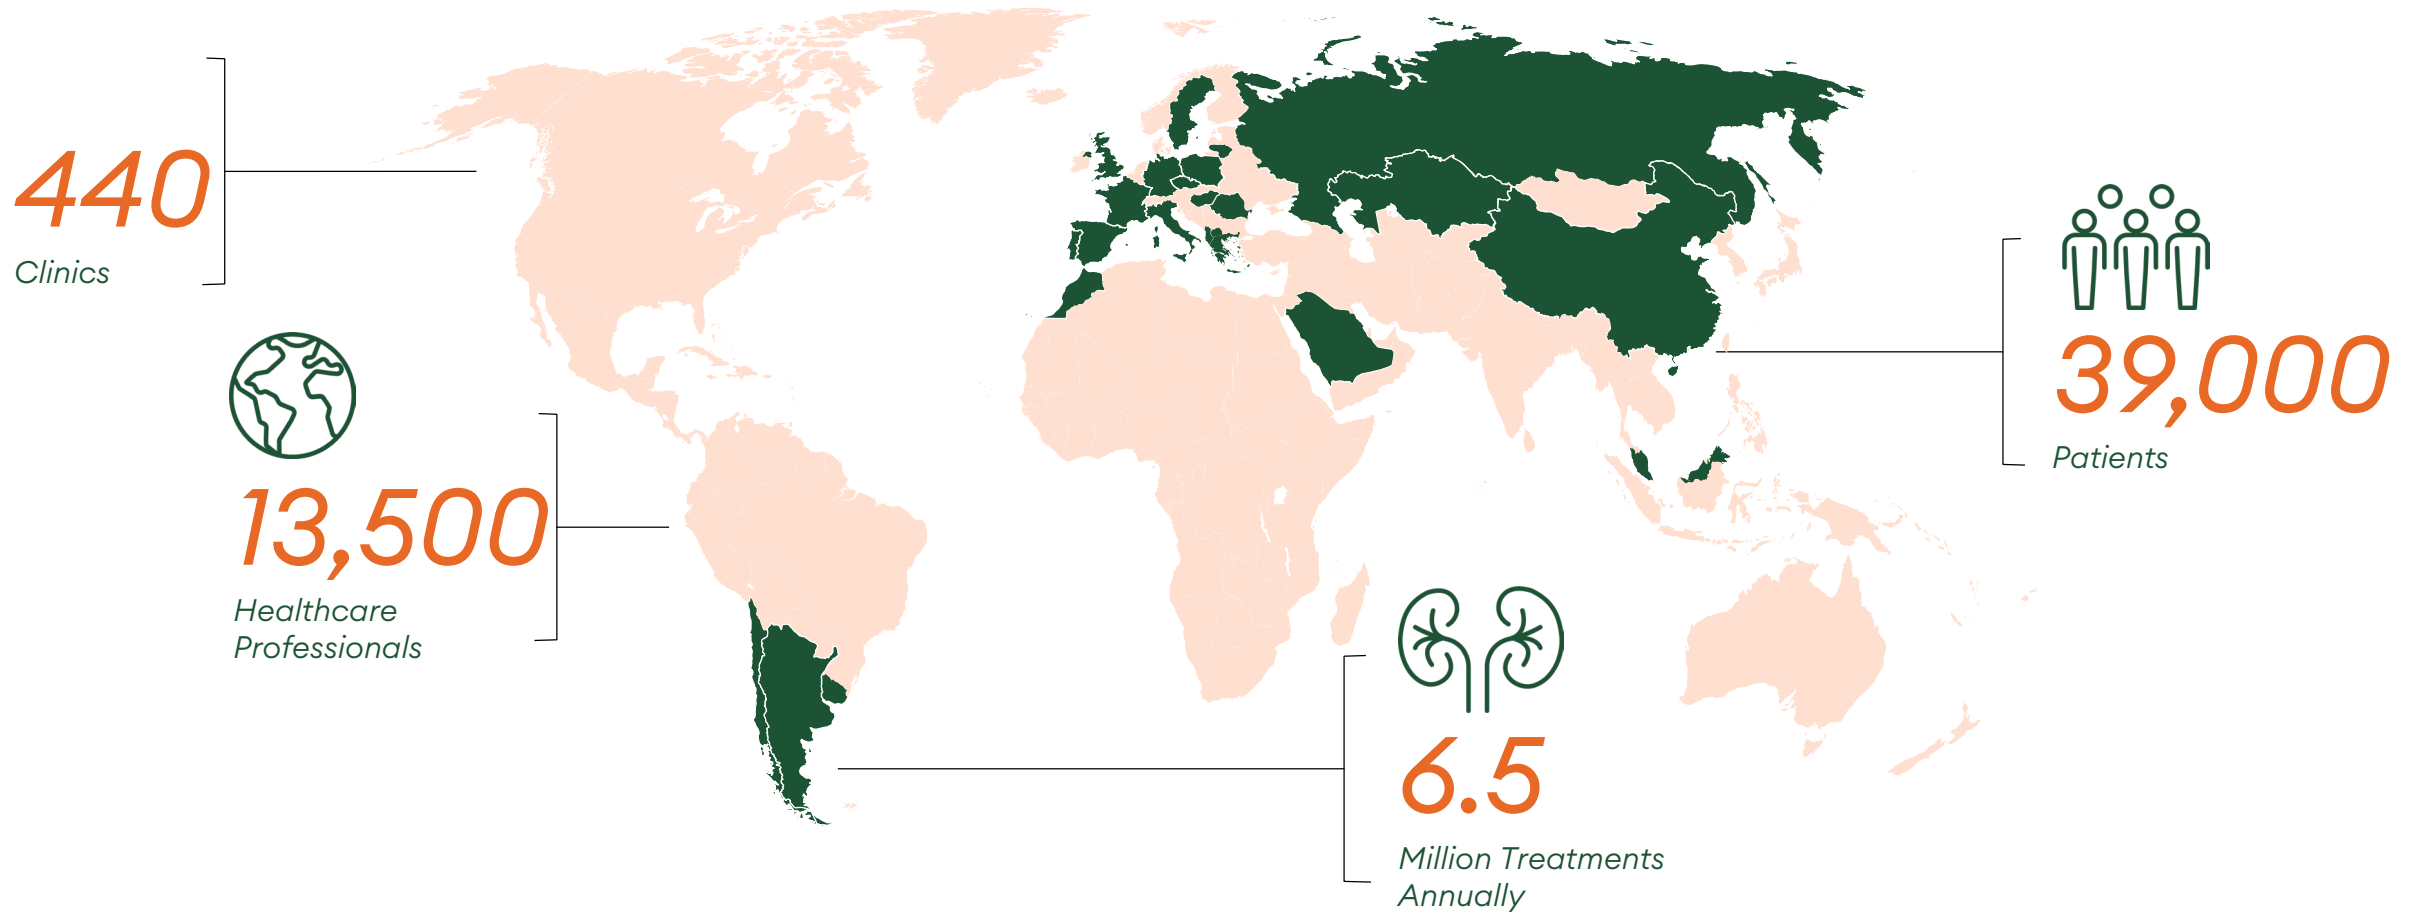 440
Clinics
13,500
Healthcare
Professionals
39,000
Patients
6.5
Million Treatments
Annually